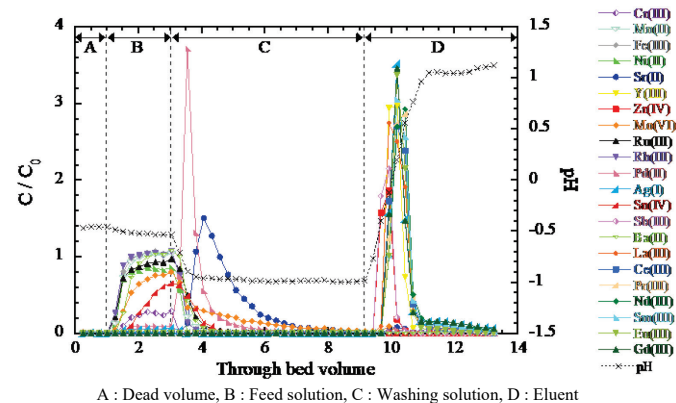 A
B
C
D
4
3
2
1
0
C / C0
0
2
4
6
8
10
12
14
Through bed volume
1.5
1
0.5
0
-0.5
-1
-1.5
pH
Cr(III)
Mn(II)
Fe(III)
Ni(II)
Sr(II)
Y(III)
Zr(IV)
Mo(VI)
Ru(III)
Rh(III)
Pd(II)
Ag(I)
Sn(IV)
Sb(III)
Ba(II)
La(III)
Ce(III)
Pr(III)
Nd(III)
Sm(III)
Eu(III)
Gd(III)
pH
A : Dead volume, B : Feed solution, C : Washing solution, D : Eluent